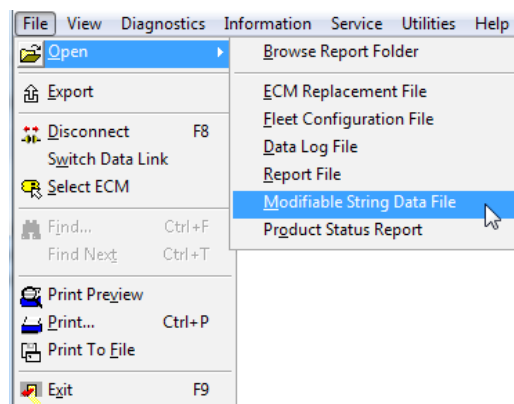 File View Diagnostics Information Service Utilities Help
Open
Export
Disconnect F8
Switch Data Link
Select ECM
Find... Ctrl+F
Find Next Ctrl+T
Print Preview
Print... Ctrl+P
Print To File
Exit F9
Browse Report Folder
ECM Replacement File
Fleet Configuration File
Data Log File
Report File
Modifiable String Data File
Product Status Report